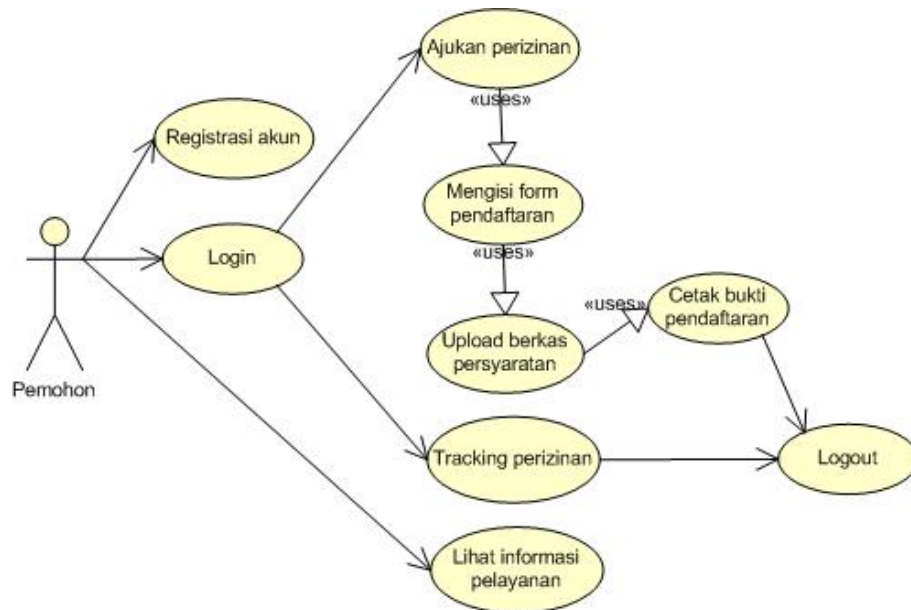 Ajukan perizinan
«uses»
Registrasi akun
Mengisi form
pendaftaran
Login
«uses»
Cetak bukti
pendaftaran
«uses»
Upload berkas
persyaratan
Pemohon
Tracking perizinan
Logout
Lihat informasi
pelayanan